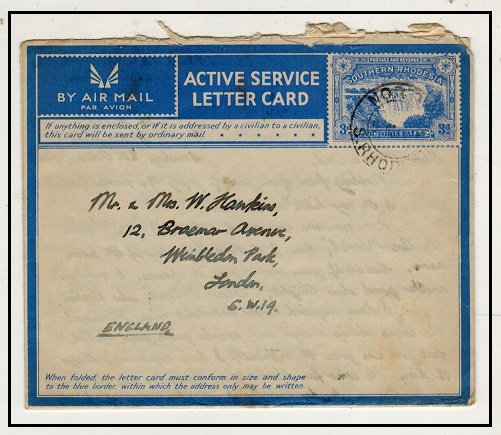 BY AIR MAIL
PAR AVION
ACTIVE SERVICE
LETTER CARD
POSTAGE AND REVENUE
SOUTHERN RHODESIA
3d 3d
VICTORIA FALLS
If anything is enclosed, or if it is addressed by a civilian to a civilian,
this card will be sent by ordinary mail.
Mr. & Mrs. W. Hankins,
12, Braemar Avenue,
Wimbledon Park,
London,
S.W.19.
ENGLAND
When folded, the letter card must conform in size and shape
to the blue border, within which the address only may be written.